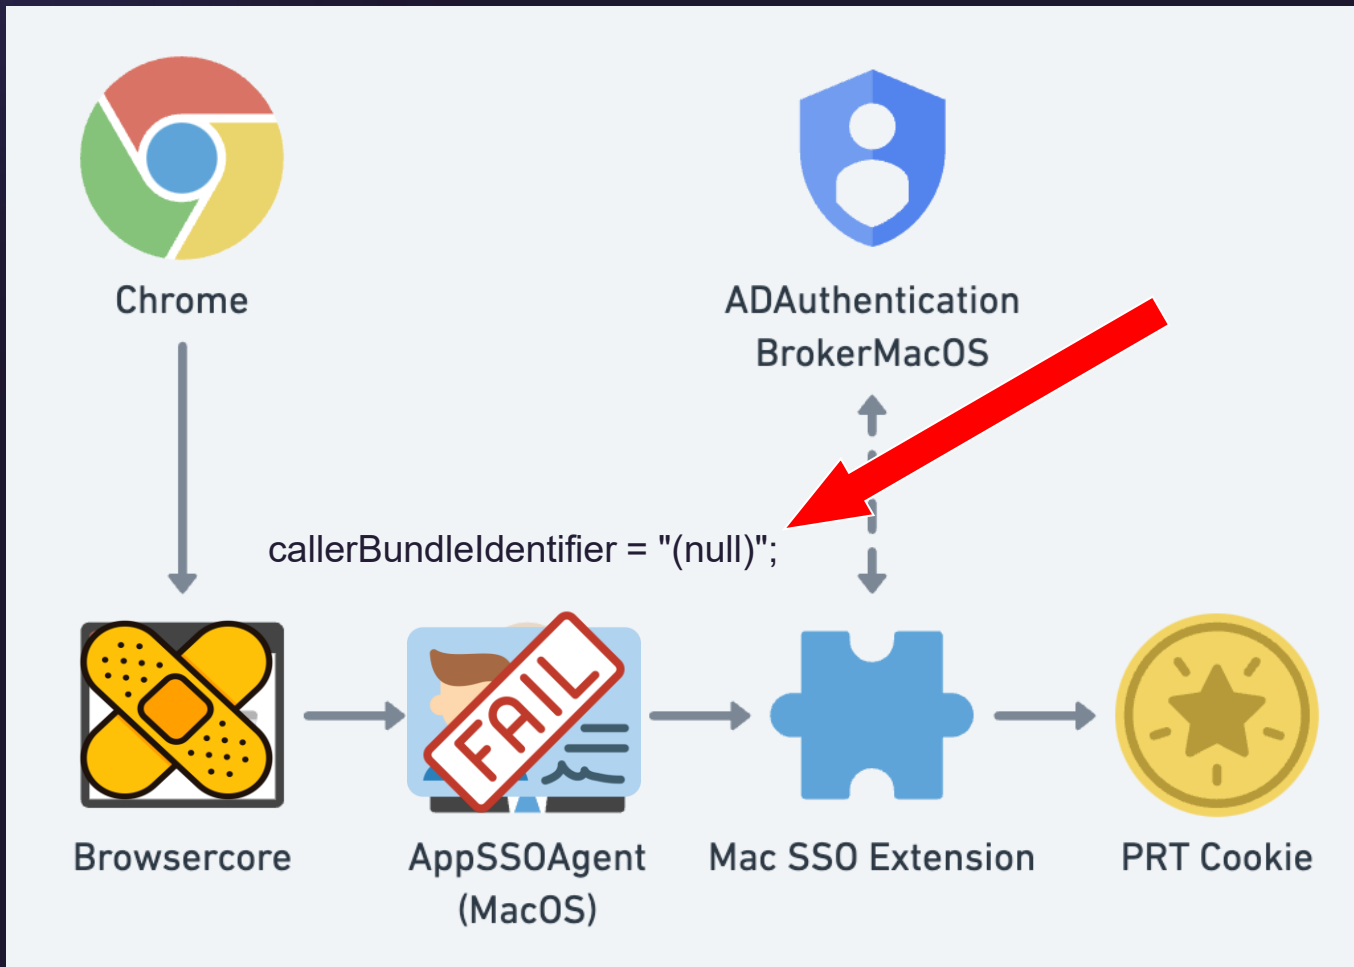 Chrome
ADAuthentication
BrokerMacOS
callerBundleIdentifier = "(null)";
FAIL
Browsercore
AppSSOAgent
(MacOS)
Mac SSO Extension
PRT Cookie